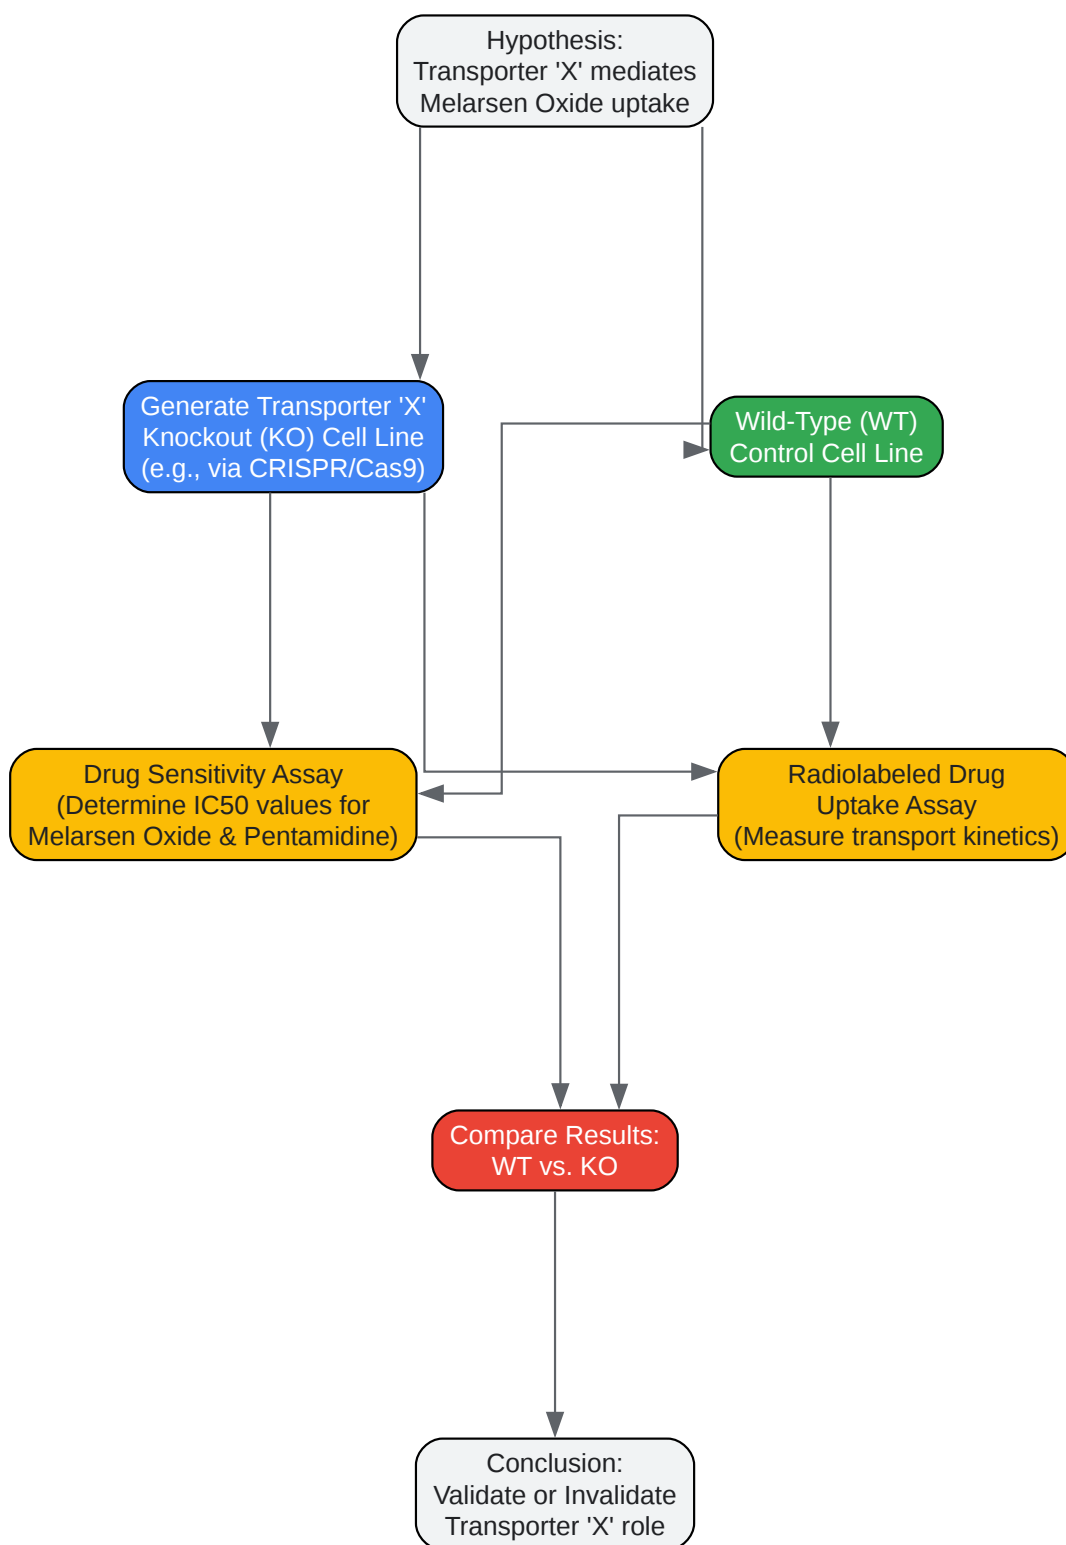 Hypothesis:
Transporter 'X' mediates
Melarsen Oxide uptake
Generate Transporter 'X'
Knockout (KO) Cell Line
(e.g., via CRISPR/Cas9)
Wild-Type (WT)
Control Cell Line
Drug Sensitivity Assay
(Determine IC50 values for
Melarsen Oxide & Pentamidine)
Radiolabeled Drug
Uptake Assay
(Measure transport kinetics)
Compare Results:
WT vs. KO
Conclusion:
Validate or Invalidate
Transporter 'X' role